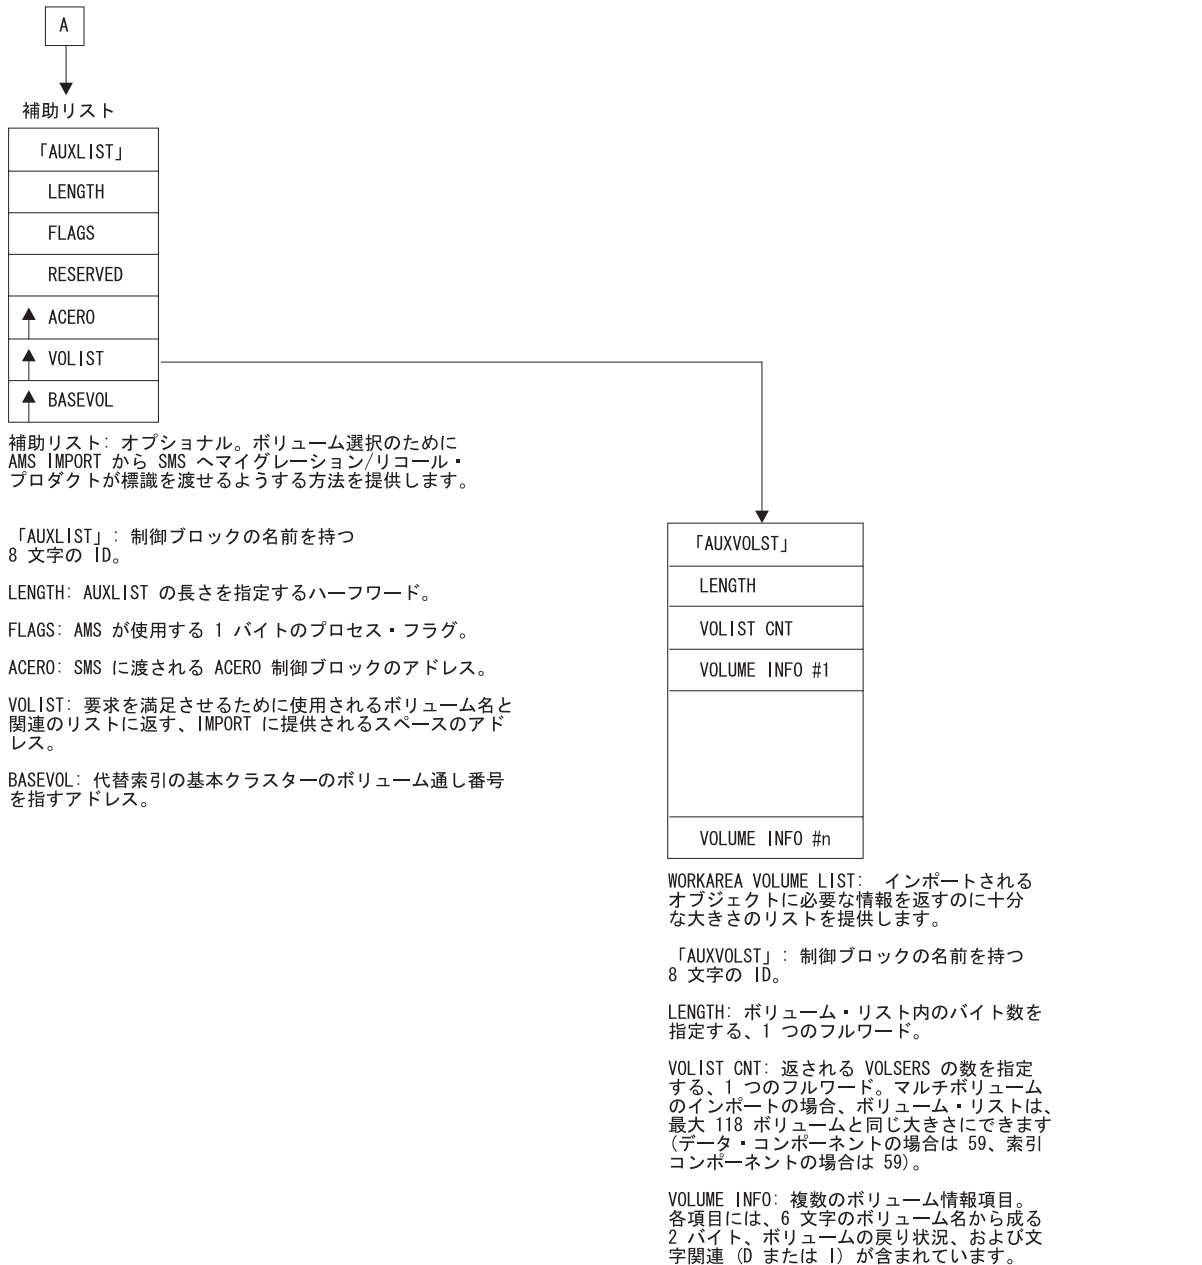 A
補助リスト
「AUXLIST」
LENGTH
FLAGS
RESERVED
ACERO
VOLIST
BASEVOL
補助リスト: オプショナル。ボリューム選択のために
AMS IMPORT から SMS へマイグレーション/リコール・
プロダクトが標識を渡せるようする方法を提供します。
「AUXLIST」: 制御ブロックの名前を持つ
8 文字の ID。
LENGTH: AUXLIST の長さを指定するハーフワード。
FLAGS: AMS が使用する 1 バイトのプロセス・フラグ。
ACERO: SMS に渡される ACERO 制御ブロックのアドレス。
VOLIST: 要求を満足させるために使用されるボリューム名と
関連のリストに返す、IMPORT に提供されるスペースのアド
レス。
BASEVOL: 代替索引の基本クラスターのボリューム通し番号
を指すアドレス。
「AUXVOLST」
LENGTH
VOLIST CNT
VOLUME INFO #1
VOLUME INFO #n
WORKAREA VOLUME LIST: インポートされる
オブジェクトに必要な情報を返すのに十分
な大きさのリストを提供します。
「AUXVOLST」: 制御ブロックの名前を持つ
8 文字の ID。
LENGTH: ボリューム・リスト内のバイト数を
指定する、1 つのフルワード。
VOLIST CNT: 返される VOLSERS の数を指定
する、1 つのフルワード。マルチボリューム
のインポートの場合、ボリューム・リストは、
最大 118 ボリュームと同じ大きさにできます
(データ・コンポーネントの場合は 59、索引
コンポーネントの場合は 59)。
VOLUME INFO: 複数のボリューム情報項目。
各項目には、6 文字のボリューム名から成る
2 バイト、ボリュームの戻り状況、および文
字関連 (D または I) が含まれています。